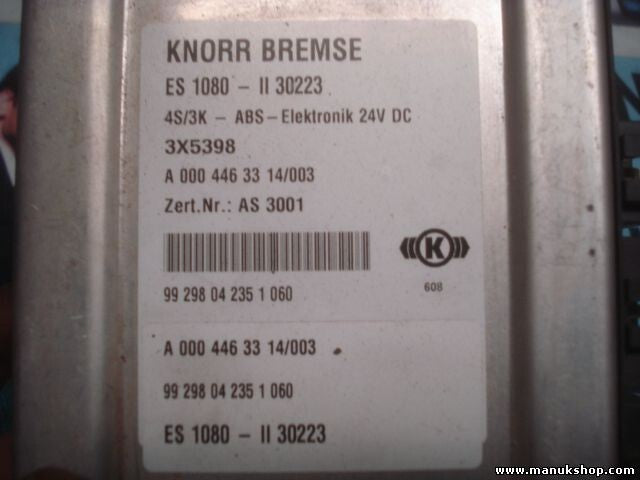 KNORR BREMSE
ES 1080 - II 30223
4S/3K - ABS-Elektronik 24V DC
3X5398
A 000 446 33 14/003
Zert.Nr.: AS 3001
K
608
99 298 04 235 1 060
A 000 446 33 14/003
99 298 04 235 1 060
ES 1080 - II 30223
www.manukshop.com